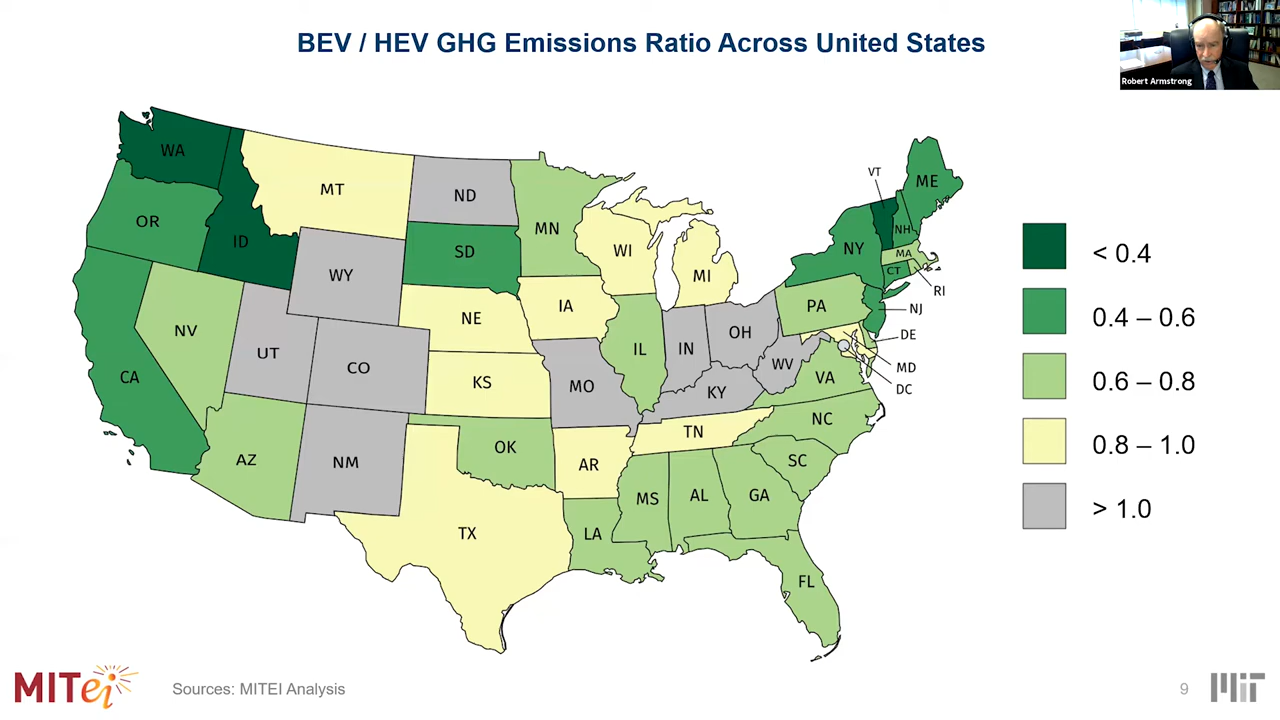 BEV / HEV GHG Emissions Ratio Across United States
Robert Armstrong
WA
MT
ND
MN
VT
ME
OR
ID
SD
WI
MI
NY
NH
MA
CT
RI
WY
NE
IA
PA
NJ
NV
UT
CO
KS
MO
IL
IN
OH
WV
VA
DE
MD
DC
CA
KY
AZ
NM
OK
AR
TN
NC
SC
TX
LA
MS
AL
GA
FL
< 0.4
0.4 – 0.6
0.6 – 0.8
0.8 – 1.0
> 1.0
MITei
Sources: MITEI Analysis
9
MIT